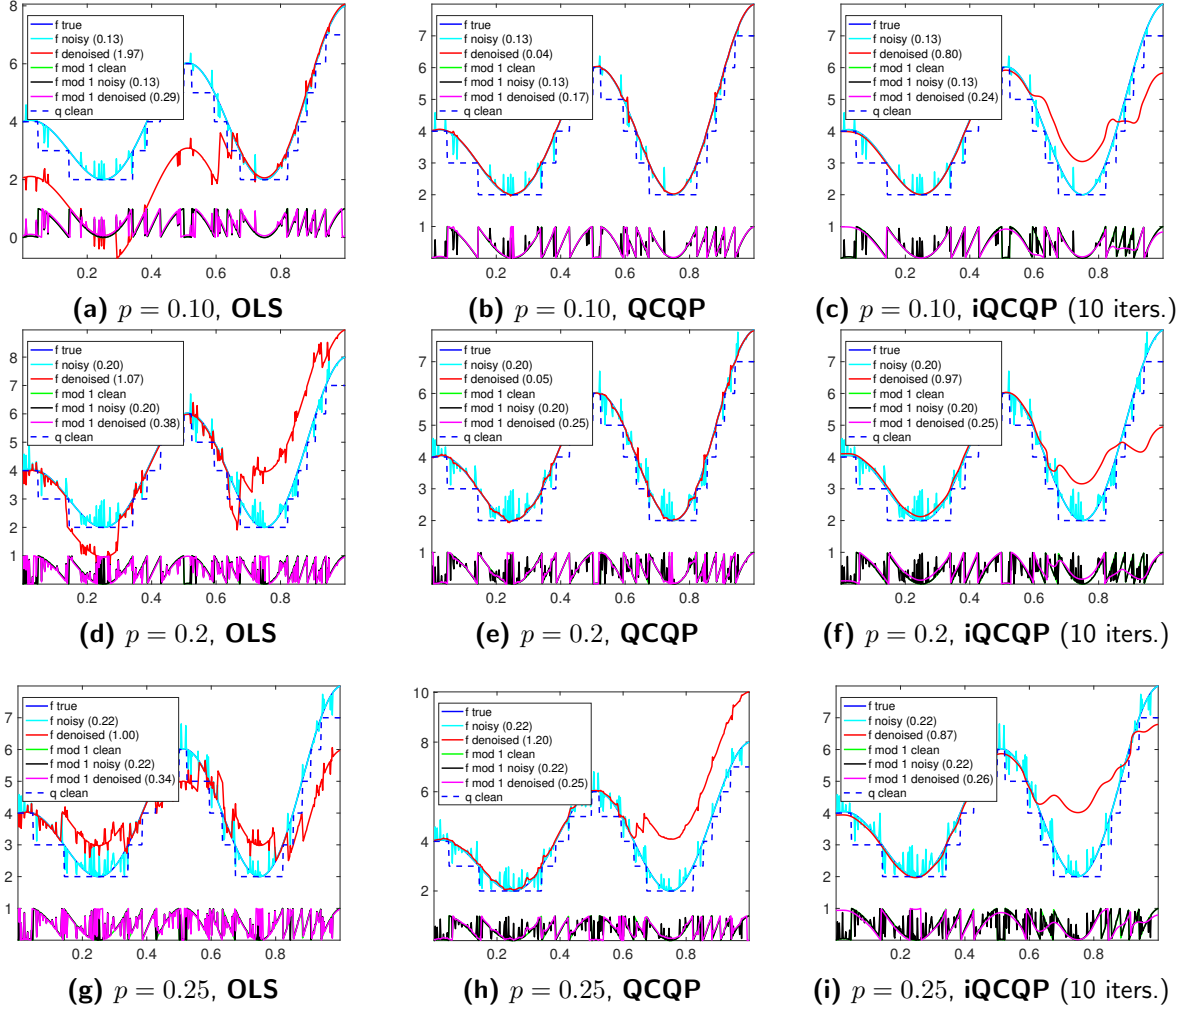 8
6
4
2
0
f true
f noisy (0.13)
f denoised (1.97)
f mod 1 clean
f mod 1 noisy (0.13)
f mod 1 denoised (0.29)
q clean
0.2 0.4 0.6 0.8
(a) p = 0.10, OLS
7
6
5
4
3
2
1
f true
f noisy (0.13)
f denoised (0.04)
f mod 1 clean
f mod 1 noisy (0.13)
f mod 1 denoised (0.17)
q clean
0.2 0.4 0.6 0.8
(b) p = 0.10, QCQP
7
6
5
4
3
2
1
f true
f noisy (0.13)
f denoised (0.80)
f mod 1 clean
f mod 1 noisy (0.13)
f mod 1 denoised (0.24)
q clean
0.2 0.4 0.6 0.8
(c) p = 0.10, iQCQP (10 iters.)
8
7
6
5
4
3
2
1
f true
f noisy (0.20)
f denoised (1.07)
f mod 1 clean
f mod 1 noisy (0.20)
f mod 1 denoised (0.38)
q clean
0.2 0.4 0.6 0.8
(d) p = 0.2, OLS
7
6
5
4
3
2
1
f true
f noisy (0.20)
f denoised (0.05)
f mod 1 clean
f mod 1 noisy (0.20)
f mod 1 denoised (0.25)
q clean
0.2 0.4 0.6 0.8
(e) p = 0.2, QCQP
7
6
5
4
3
2
1
f true
f noisy (0.20)
f denoised (0.97)
f mod 1 clean
f mod 1 noisy (0.20)
f mod 1 denoised (0.25)
q clean
0.2 0.4 0.6 0.8
(f) p = 0.2, iQCQP (10 iters.)
7
6
5
4
3
2
1
f true
f noisy (0.22)
f denoised (1.00)
f mod 1 clean
f mod 1 noisy (0.22)
f mod 1 denoised (0.34)
q clean
0.2 0.4 0.6 0.8
(g) p = 0.25, OLS
10
8
6
4
2
f true
f noisy (0.22)
f denoised (1.20)
f mod 1 clean
f mod 1 noisy (0.22)
f mod 1 denoised (0.25)
q clean
0.2 0.4 0.6 0.8
(h) p = 0.25, QCQP
7
6
5
4
3
2
1
f true
f noisy (0.22)
f denoised (0.87)
f mod 1 clean
f mod 1 noisy (0.22)
f mod 1 denoised (0.26)
q clean
0.2 0.4 0.6 0.8
(i) p = 0.25, iQCQP (10 iters.)